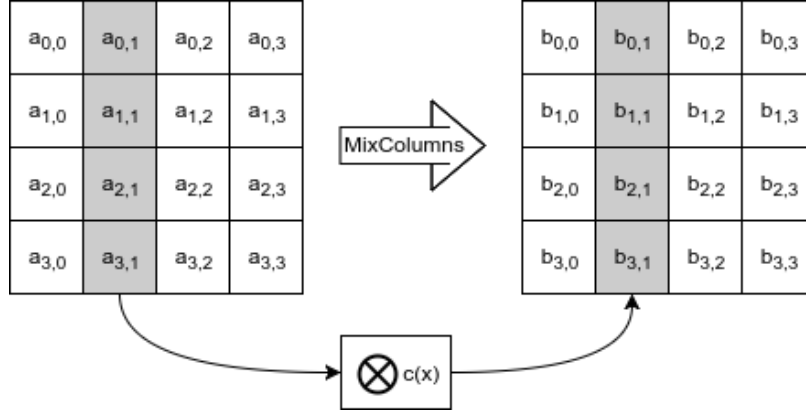 a0,0 a0,1 a0,2 a0,3 b0,0 b0,1 b0,2 b0,3
a1,0 a1,1 a1,2 a1,3 b1,0 b1,1 b1,2 b1,3
MixColumns
a2,0 a2,1 a2,2 a2,3 b2,0 b2,1 b2,2 b2,3
a3,0 a3,1 a3,2 a3,3 b3,0 b3,1 b3,2 b3,3
⊗ c(x)